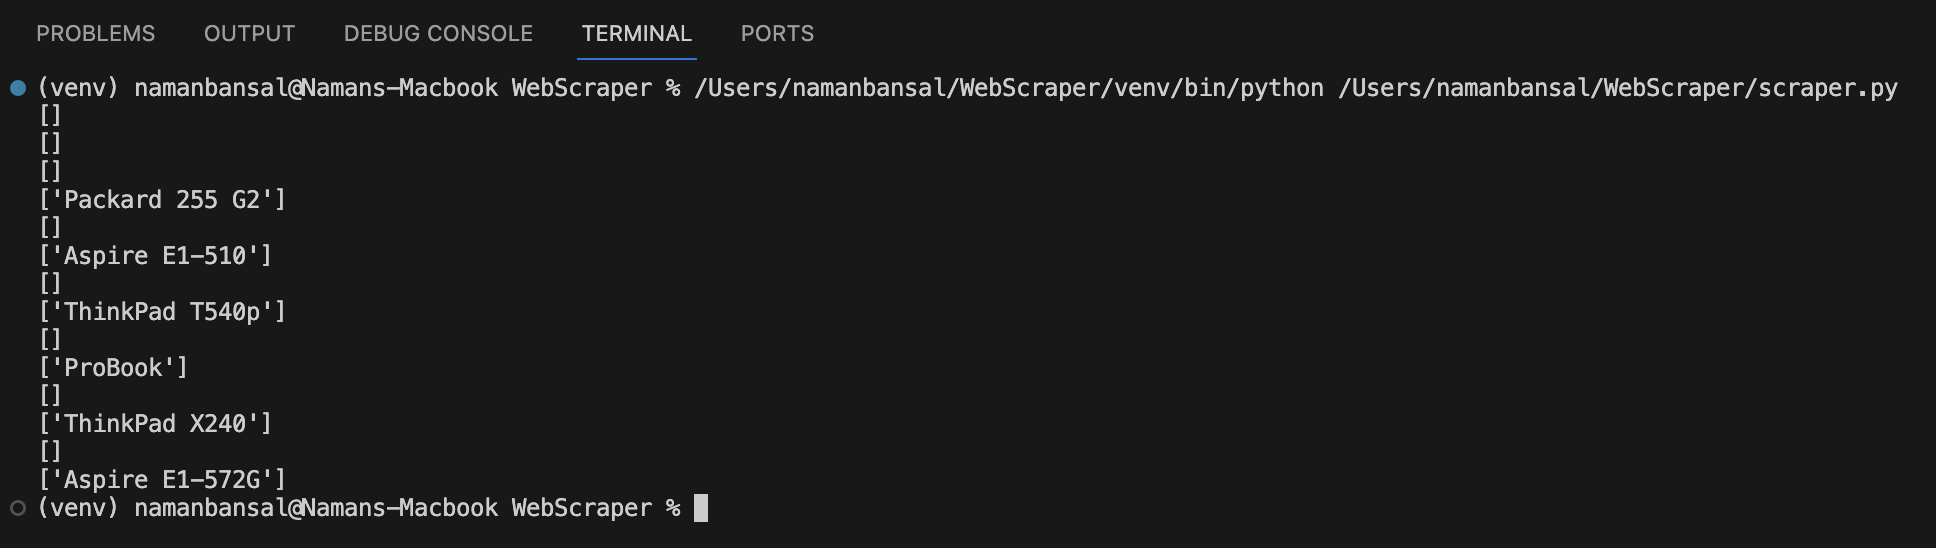 PROBLEMS OUTPUT DEBUG CONSOLE TERMINAL PORTS
(venv) namanbansal@Namans-Macbook WebScraper % /Users/namanbansal/WebScraper/venv/bin/python /Users/namanbansal/WebScraper/scraper.py
[]
[]
[]
['Packard 255 G2']
[]
['Aspire E1-510']
[]
['ThinkPad T540p']
[]
['ProBook']
[]
['ThinkPad X240']
[]
['Aspire E1-572G']
(venv) namanbansal@Namans-Macbook WebScraper %